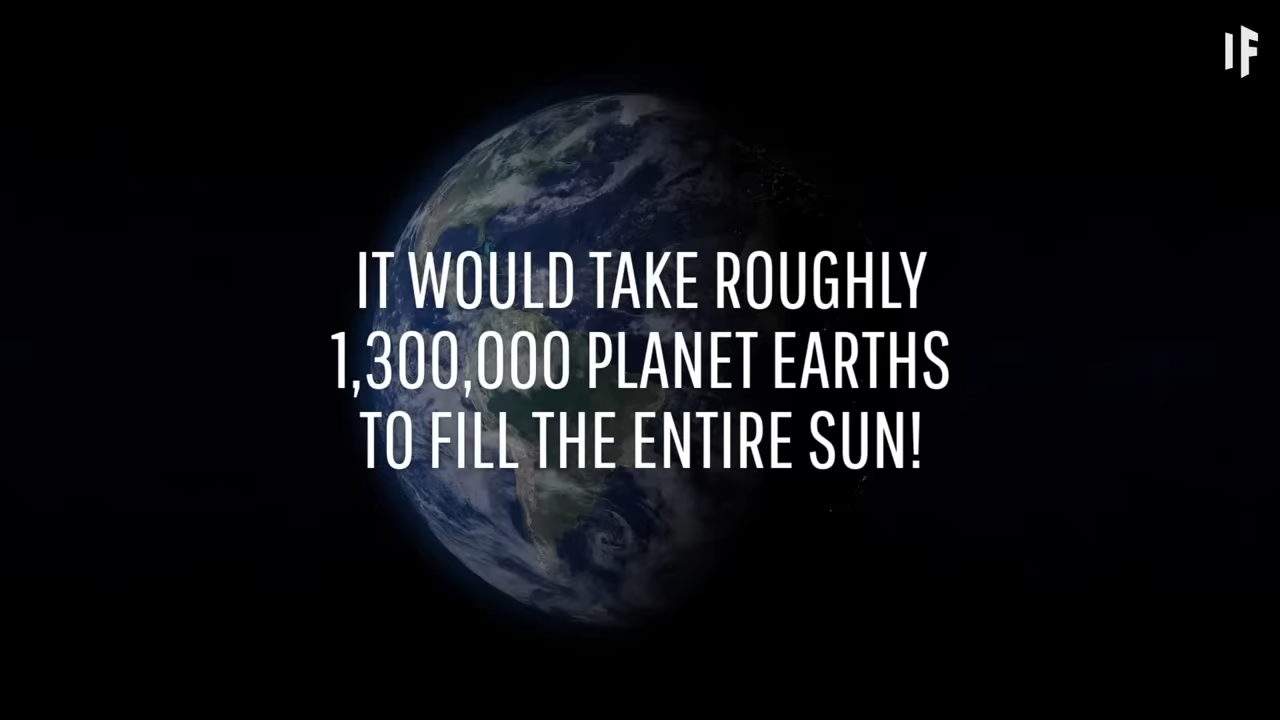 IF
IT WOULD TAKE ROUGHLY
1,300,000 PLANET EARTHS
TO FILL THE ENTIRE SUN!